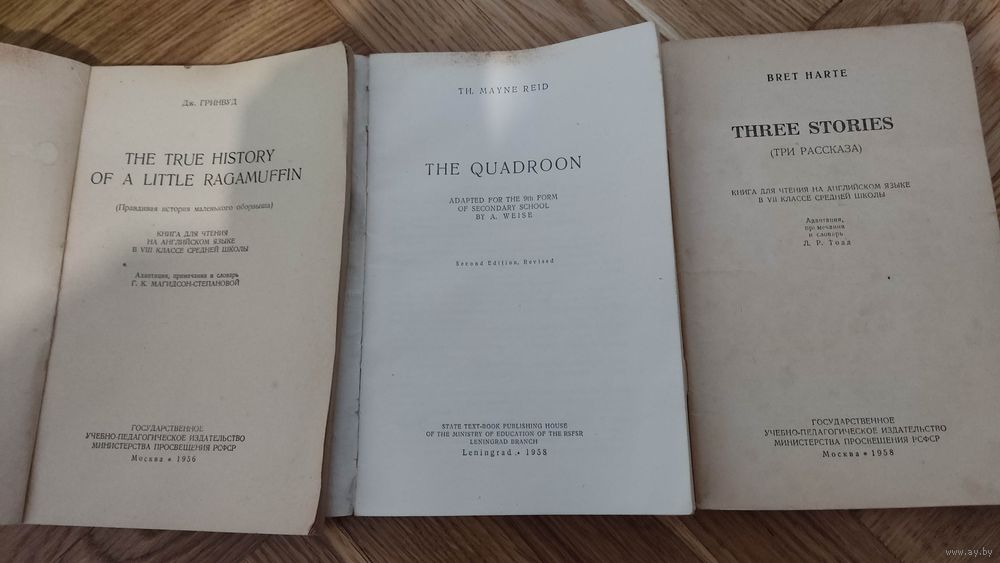 Дж. ГРИНВУД
THE TRUE HISTORY
OF A LITTLE RAGAMUFFIN
(Правдивая история маленького оборвыша)
КНИГА ДЛЯ ЧТЕНИЯ
НА АНГЛИЙСКОМ ЯЗЫКЕ
В VIII КЛАССЕ СРЕДНЕЙ ШКОЛЫ
Адаптация, примечания и словарь
Г. К. МАГИДСОН-СТЕПАНОВОЙ
ГОСУДАРСТВЕННОЕ
УЧЕБНО-ПЕДАГОГИЧЕСКОЕ ИЗДАТЕЛЬСТВО
МИНИСТЕРСТВА ПРОСВЕЩЕНИЯ РСФСР
Москва * 1956
TH. MAYNE REID
THE QUADROON
ADAPTED FOR THE 9th FORM
OF SECONDARY SCHOOL
BY A. WEISE
Second Edition, Revised
STATE TEXT-BOOK PUBLISHING HOUSE
OF THE MINISTRY OF EDUCATION OF THE RSFSR
LENINGRAD BRANCH
Leningrad • 1958
BRET HARTE
THREE STORIES
(ТРИ РАССКАЗА)
КНИГА ДЛЯ ЧТЕНИЯ НА АНГЛИЙСКОМ ЯЗЫКЕ
В VII КЛАССЕ СРЕДНЕЙ ШКОЛЫ
Адаптация,
примечания
и словарь
Л. Р. Тодд
ГОСУДАРСТВЕННОЕ
УЧЕБНО-ПЕДАГОГИЧЕСКОЕ ИЗДАТЕЛЬСТВО
МИНИСТЕРСТВА ПРОСВЕЩЕНИЯ РСФСР
Москва * 1958
www.ay.by